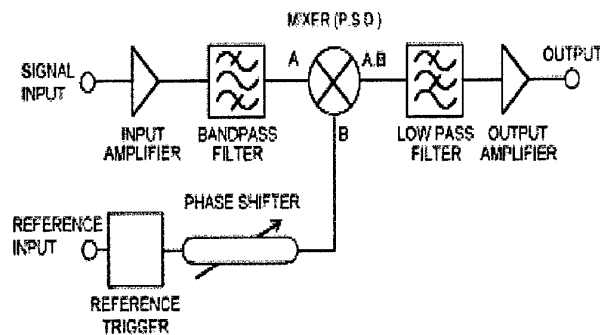 MIXER (P.S.D)
OUTPUT
A
A.B
SIGNAL
INPUT
INPUT
AMPLIFIER
BANDPASS
FILTER
B
LOW PASS
FILTER
OUTPUT
AMPLIFIER
PHASE SHIFTER
REFERENCE
INPUT
REFERENCE
TRIGGER